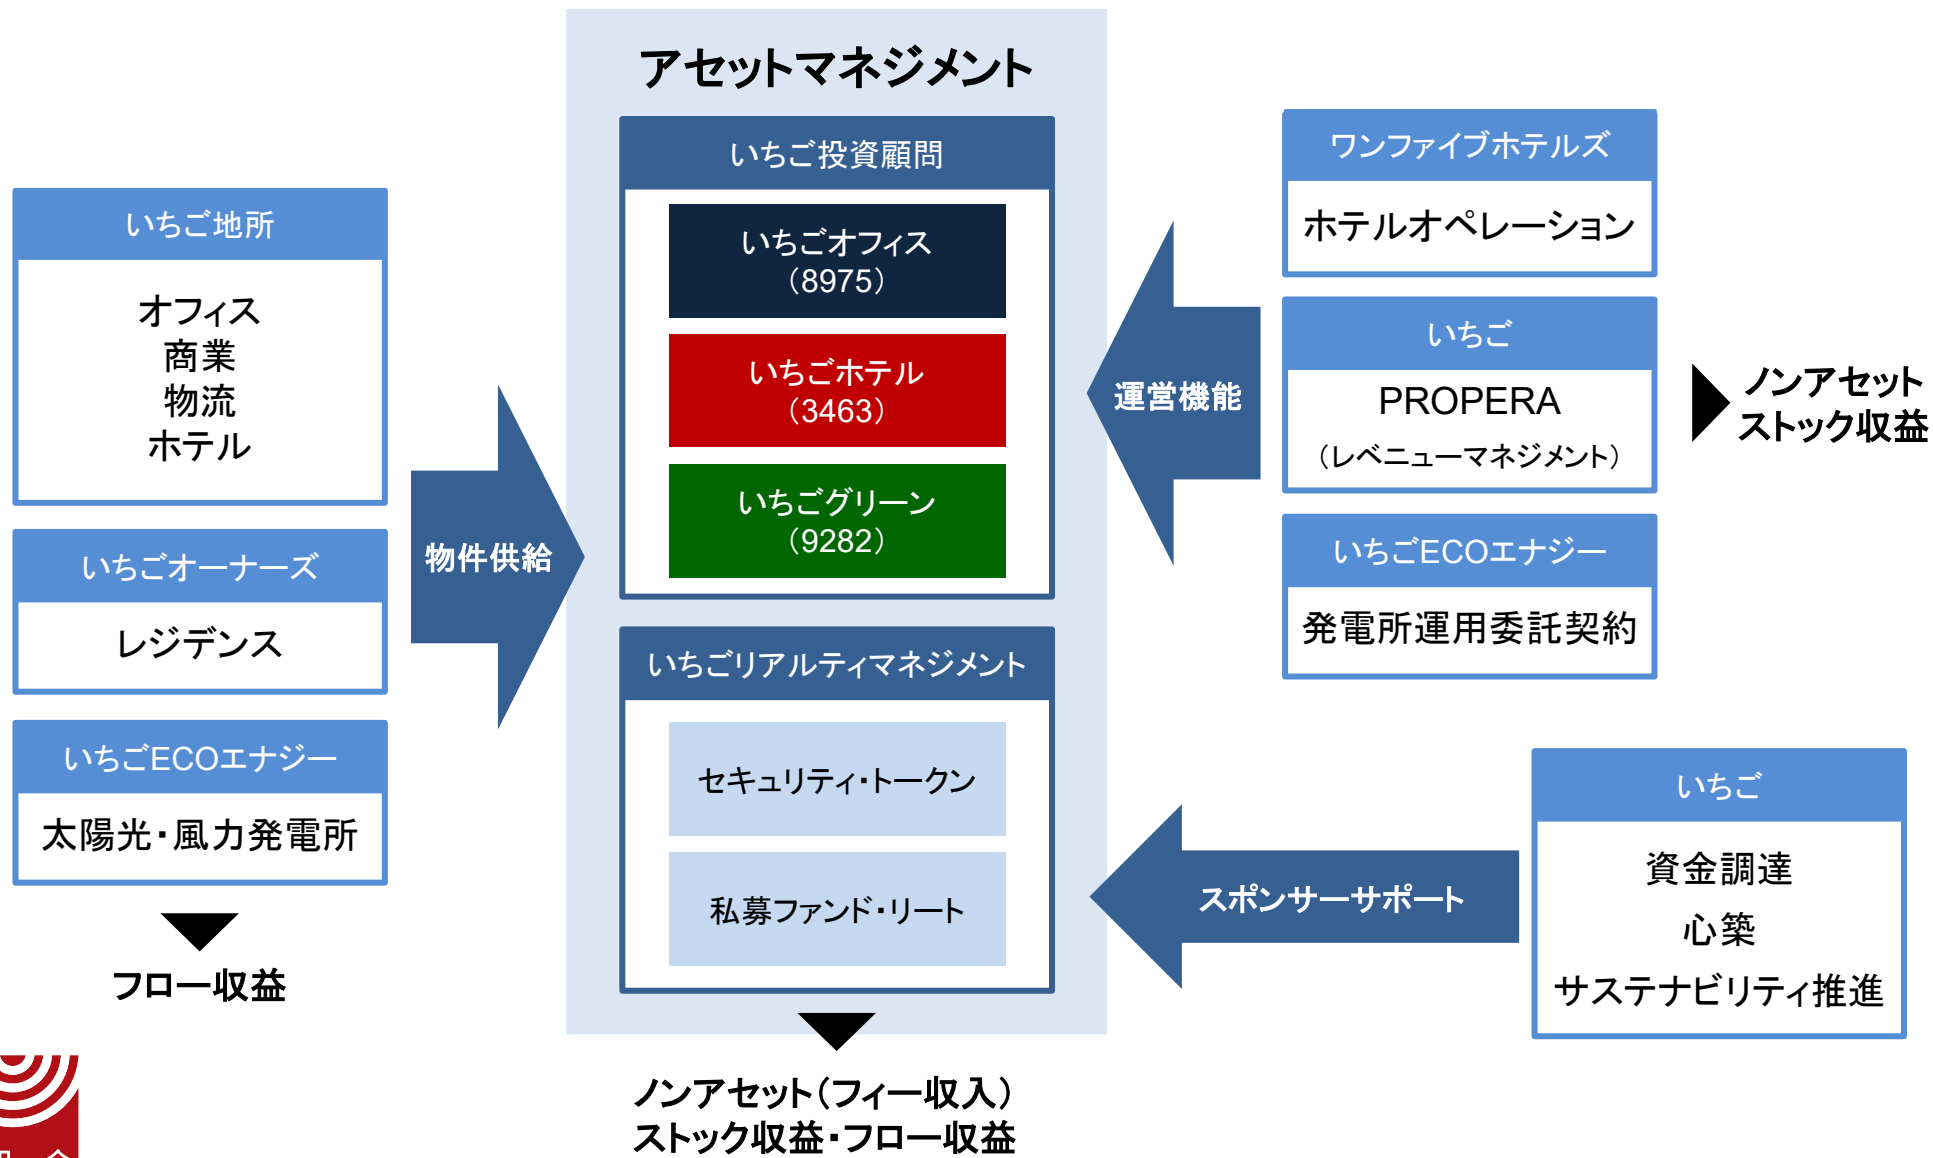 アセットマネジメント
いちご地所
オフィス
商業
物流
ホテル
いちごオーナーズ
レジデンス
いちごECOエナジー
太陽光・風力発電所
フロー収益
物件供給
いちご投資顧問
いちごオフィス
（8975）
いちごホテル
（3463）
いちごグリーン
（9282）
いちごリアルティマネジメント
セキュリティ・トークン
私募ファンド・リート
ノンアセット（フィー収入）
ストック収益・フロー収益
運営機能
ワンファイブホテルズ
ホテルオペレーション
いちご
PROPERA
（レベニューマネジメント）
いちごECOエナジー
発電所運用委託契約
ノンアセット
ストック収益
スポンサーサポート
いちご
資金調達
心築
サステナビリティ推進